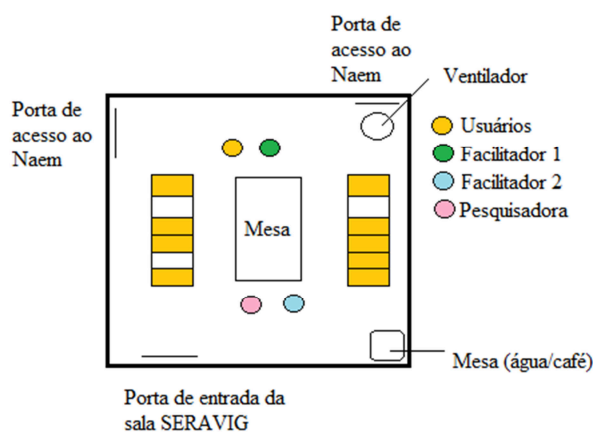 Porta de
acesso ao
Naem
Ventilador
Porta de
acesso ao
Naem
Usuários
Facilitador 1
Facilitador 2
Pesquisadora
Mesa
Mesa (água/café)
Porta de entrada da
sala SERAVIG